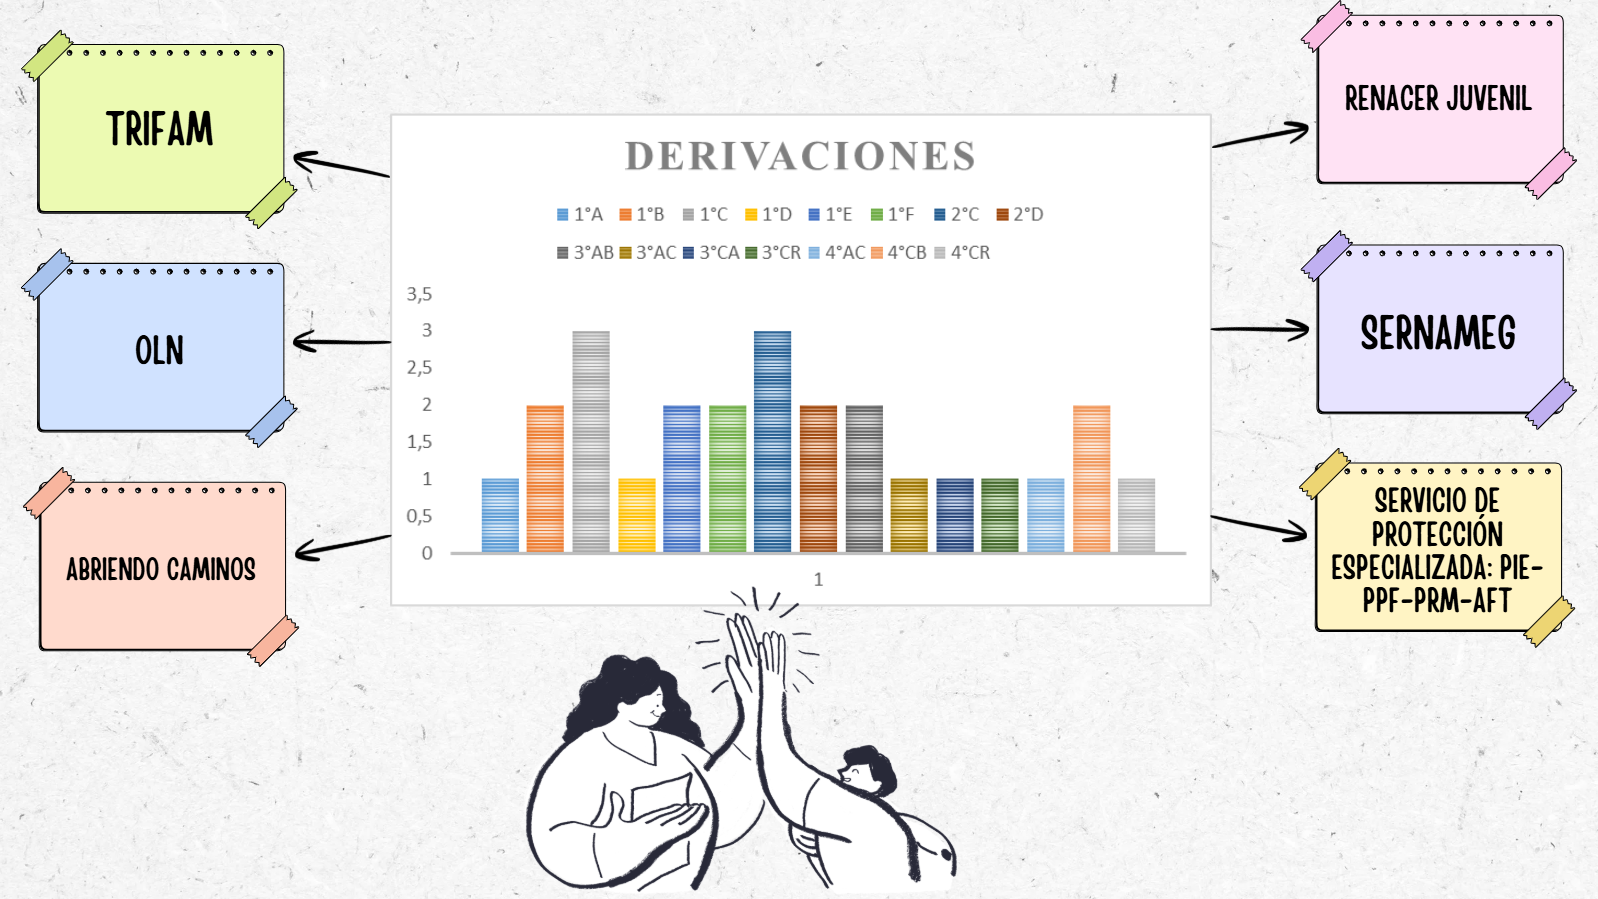 TRIFAM
OLN
ABRIENDO CAMINOS
DERIVACIONES
1°A 1°B 1°C 1°D 1°E 1°F 2°C 2°D
3°AB 3°AC 3°CA 3°CR 4°AC 4°CB 4°CR
3,5
3
2,5
2
1,5
1
0,5
0
1
RENACER JUVENIL
SERNAMEG
SERVICIO DE
PROTECCIÓN
ESPECIALIZADA: PIE-
PPF-PRM-AFT